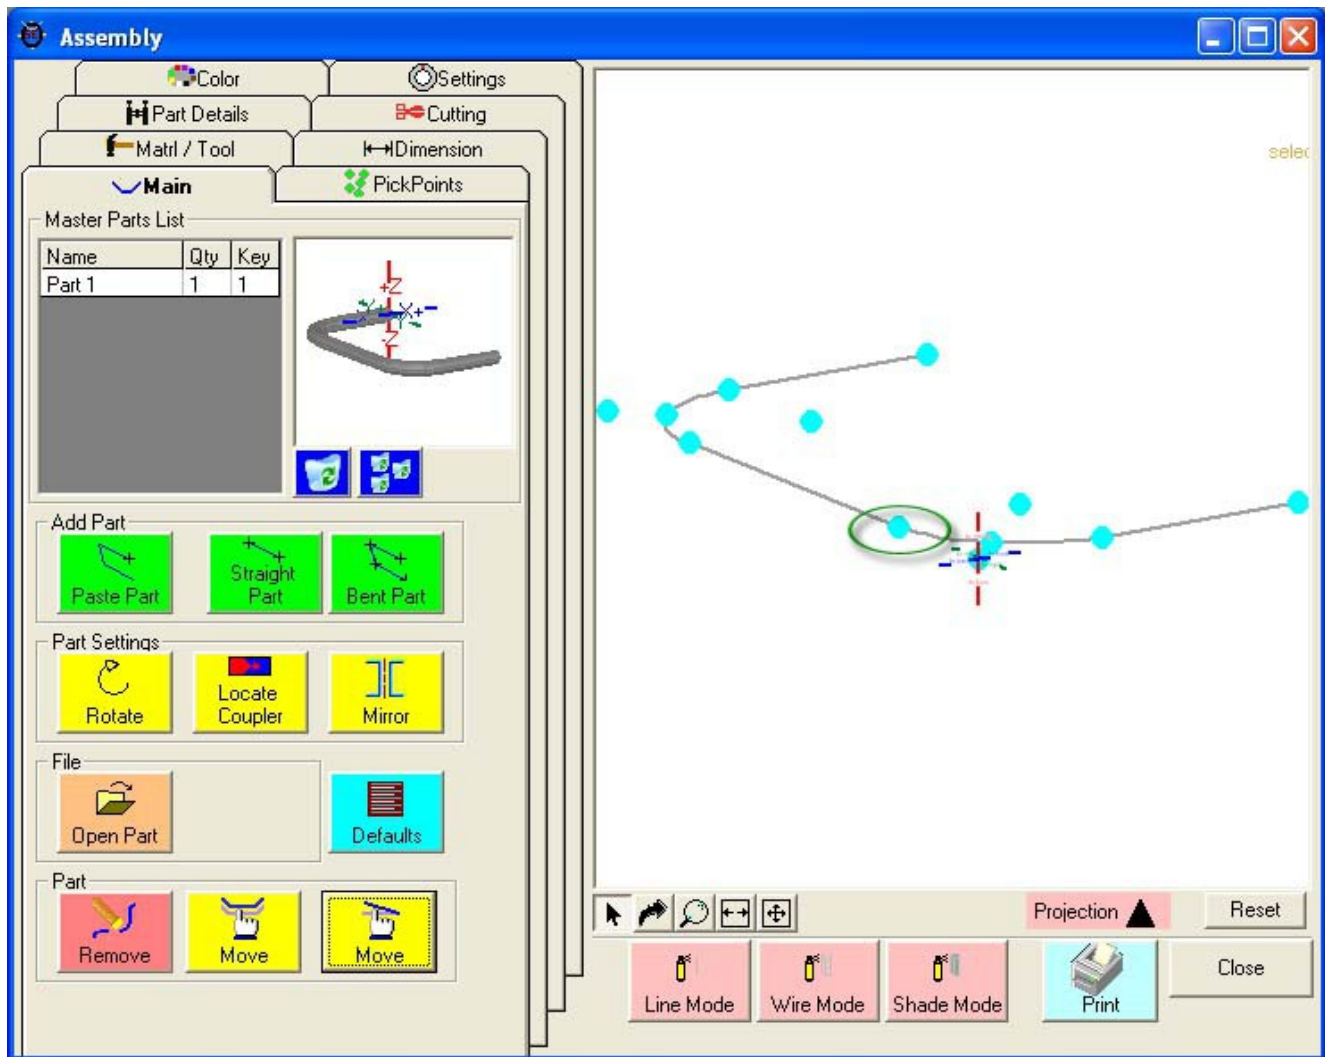 Assembly
Color
Settings
Part Details
Cutting
Matrl / Tool
Dimension
Main
PickPoints
Master Parts List
Name Qty Key
Part 1 1 1
+Z
X+
-Z
selec
Add Part
Paste Part
Straight
Part
Bent Part
Part Settings
Rotate
Locate
Coupler
Mirror
File
Open Part
Defaults
Part
Remove
Move
Move
Projection
Reset
Line Mode
Wire Mode
Shade Mode
Print
Close